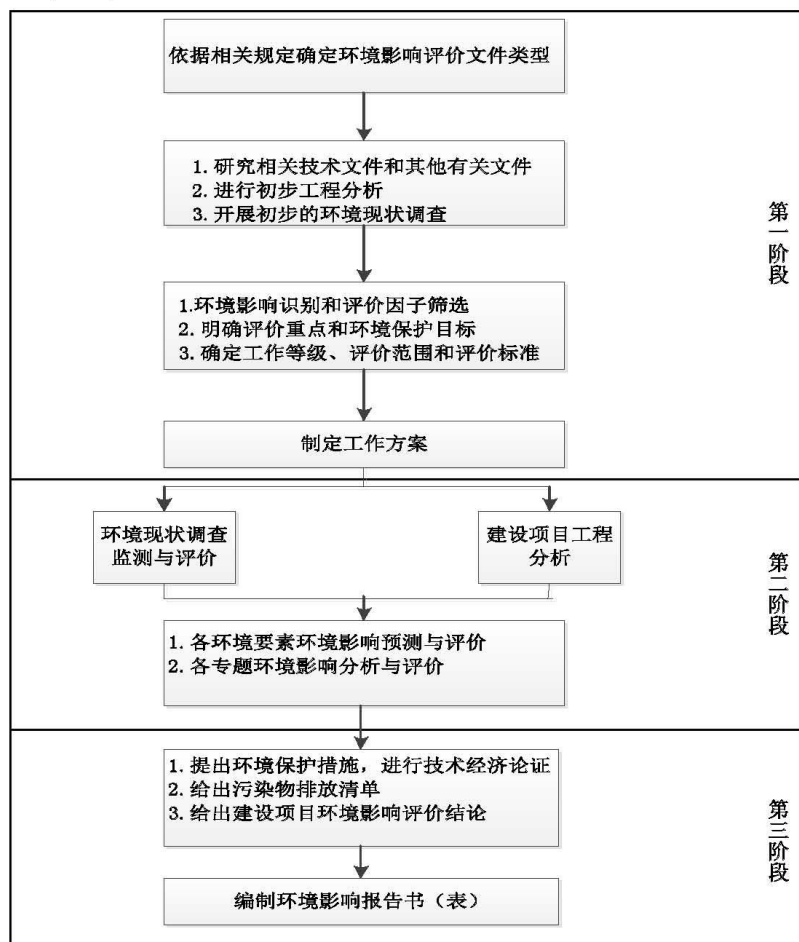 依据相关规定确定环境影响评价文件类型
1. 研究相关技术文件和其他有关文件
2. 进行初步工程分析
3. 开展初步的环境现状调查
1.环境影响识别和评价因子筛选
2. 明确评价重点和环境保护目标
3. 确定工作等级、评价范围和评价标准
制定工作方案
第一阶段
环境现状调查
监测与评价
建设项目工程
分析
1. 各环境要素环境影响预测与评价
2. 各专题环境影响分析与评价
第二阶段
1. 提出环境保护措施，进行技术经济论证
2. 给出污染物排放清单
3. 给出建设项目环境影响评价结论
编制环境影响报告书（表）
第三阶段